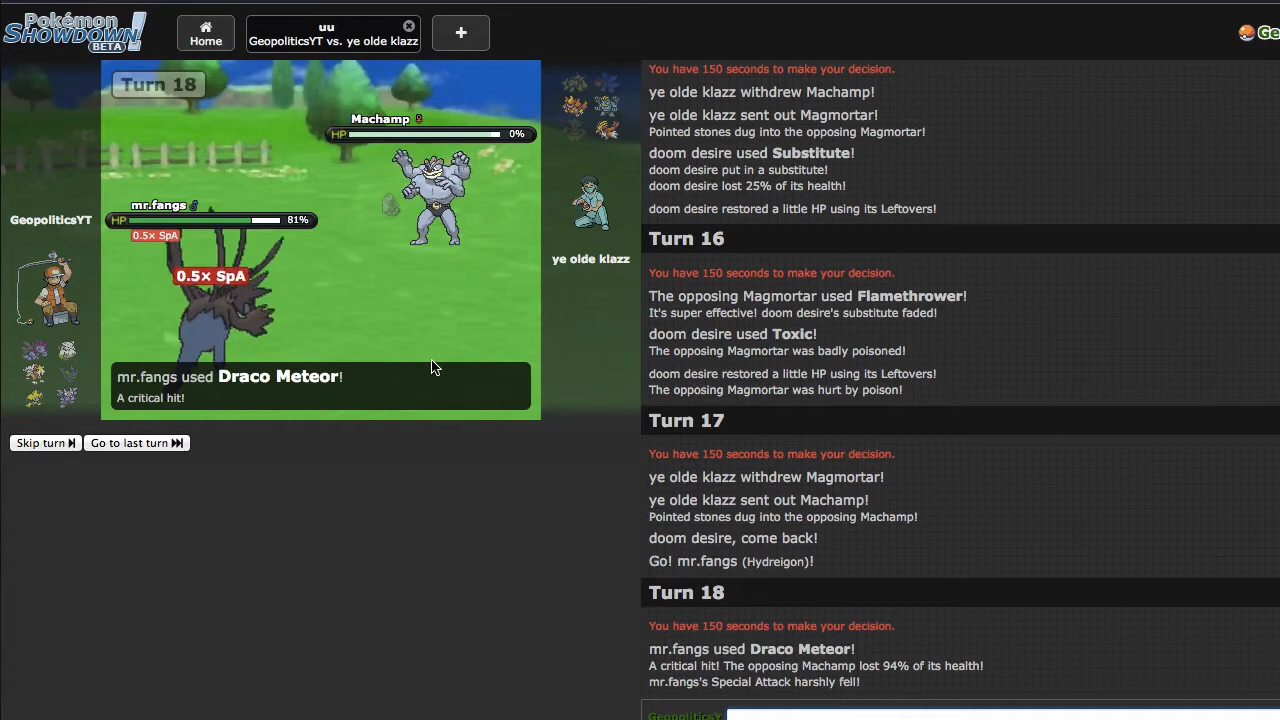 Pokémon
SHOWDOWN!
BETA
Home
uu
GeopoliticsYT vs. ye olde klazz
+
Ge
Turn 18
Machamp
HP 0%
mr.fangs
HP 81%
0.5× SpA
0.5× SpA
GeopoliticsYT
ye olde klazz
mr.fangs used Draco Meteor!
A critical hit!
Skip turn
Go to last turn
You have 150 seconds to make your decision.
ye olde klazz withdrew Machamp!
ye olde klazz sent out Magmortar!
Pointed stones dug into the opposing Magmortar!
doom desire used Substitute!
doom desire put in a substitute!
doom desire lost 25% of its health!
doom desire restored a little HP using its Leftovers!
Turn 16
You have 150 seconds to make your decision.
The opposing Magmortar used Flamethrower!
It's super effective! doom desire's substitute faded!
doom desire used Toxic!
The opposing Magmortar was badly poisoned!
doom desire restored a little HP using its Leftovers!
The opposing Magmortar was hurt by poison!
Turn 17
You have 150 seconds to make your decision.
ye olde klazz withdrew Magmortar!
ye olde klazz sent out Machamp!
Pointed stones dug into the opposing Machamp!
doom desire, come back!
Go! mr.fangs (Hydreigon)!
Turn 18
You have 150 seconds to make your decision.
mr.fangs used Draco Meteor!
A critical hit! The opposing Machamp lost 94% of its health!
mr.fangs's Special Attack harshly fell!
GeopoliticsY